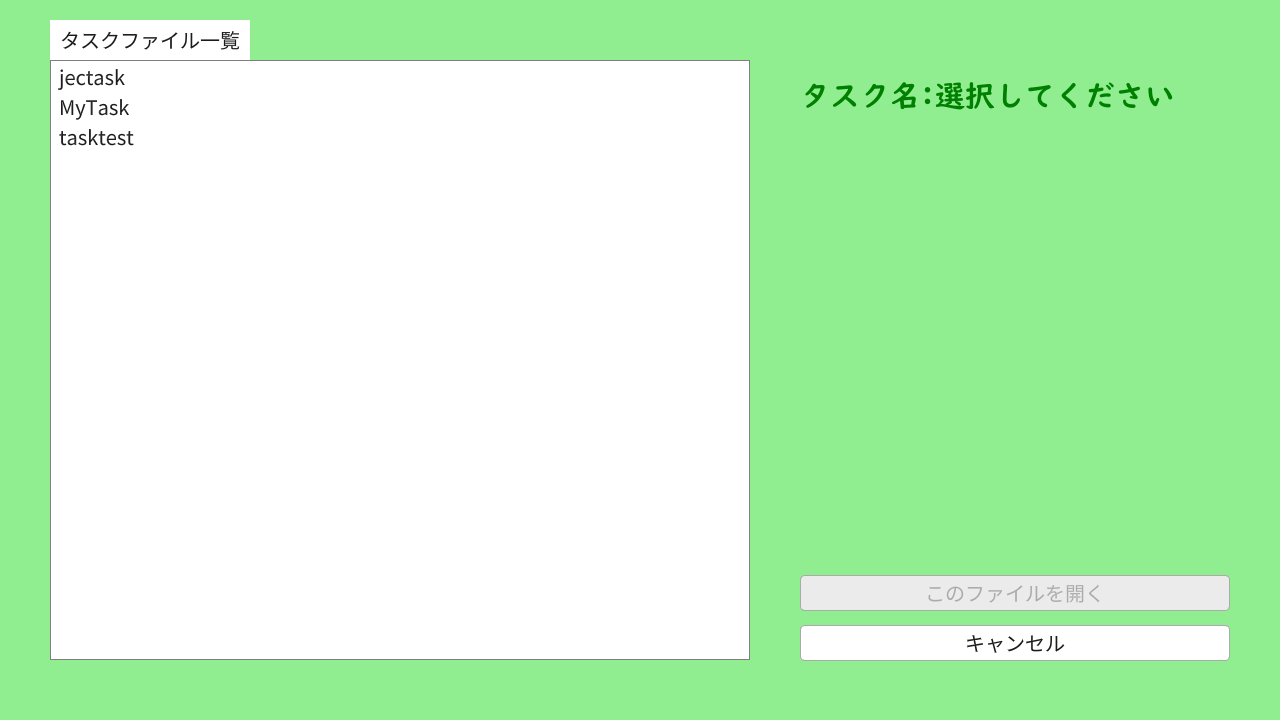 タスクファイル一覧
jectask
MyTask
tasktest
タスク名:選択してください
このファイルを開く
キャンセル